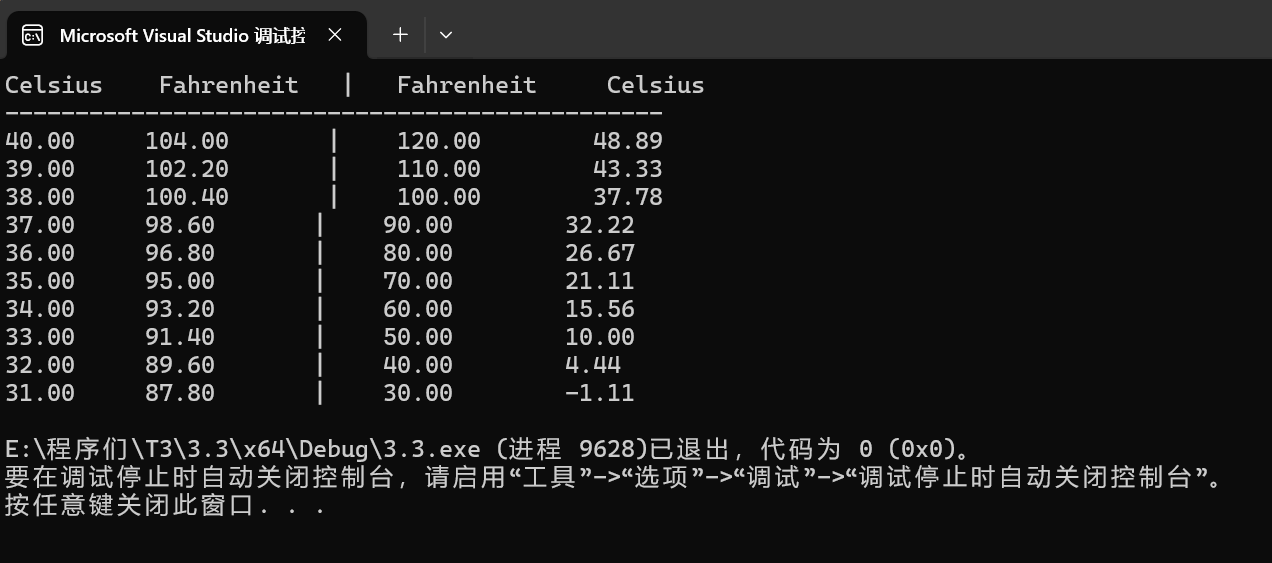 Microsoft Visual Studio 调试控
Celsius    Fahrenheit   |   Fahrenheit     Celsius
-----------------------------------------------
40.00     104.00       |    120.00        48.89
39.00     102.20       |    110.00        43.33
38.00     100.40       |    100.00        37.78
37.00     98.60       |    90.00        32.22
36.00     96.80       |    80.00        26.67
35.00     95.00       |    70.00        21.11
34.00     93.20       |    60.00        15.56
33.00     91.40       |    50.00        10.00
32.00     89.60       |    40.00        4.44
31.00     87.80       |    30.00        -1.11
E:\程序们\T3\3.3\x64\Debug\3.3.exe (进程 9628)已退出，代码为 0 (0x0)。
要在调试停止时自动关闭控制台，请启用“工具”->“选项”->“调试”->“调试停止时自动关闭控制台”。
按任意键关闭此窗口. . .